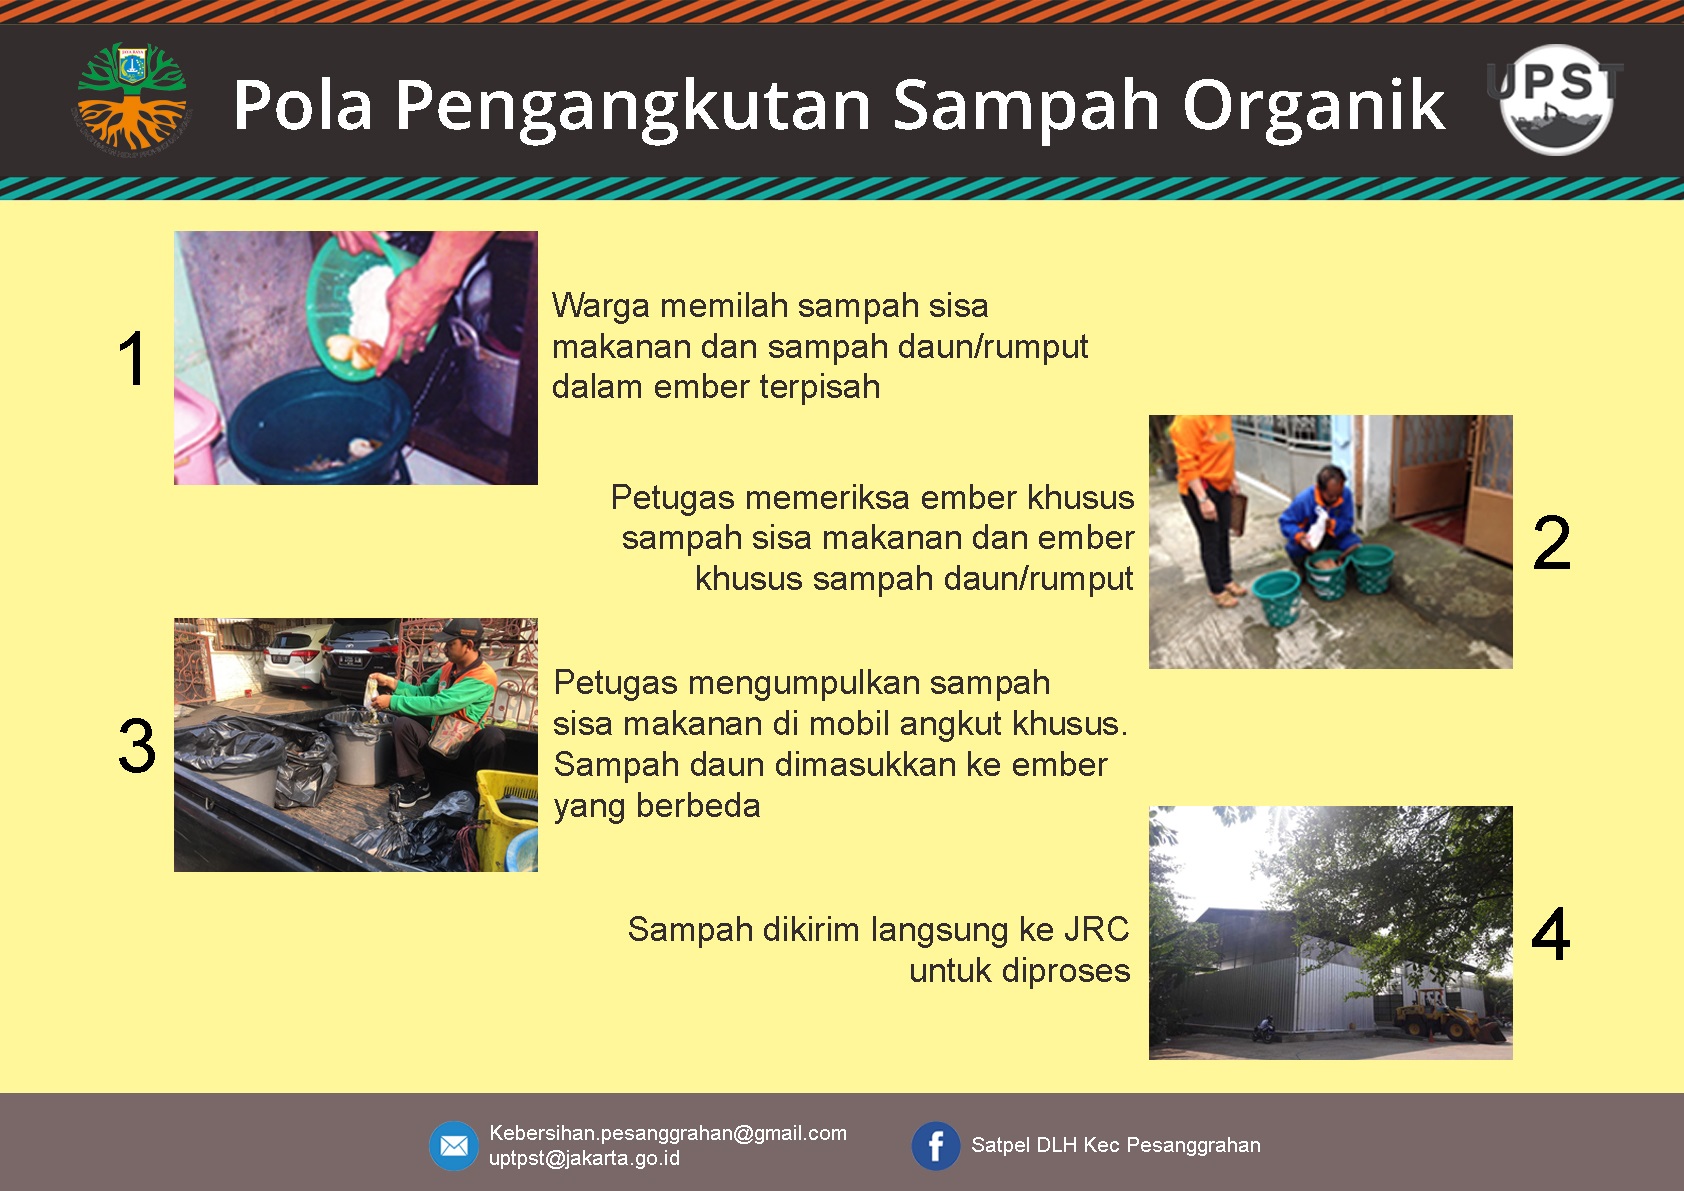 Pola Pengangkutan Sampah Organik
UPST
JAYA RAYA
1
Warga memilah sampah sisa
makanan dan sampah daun/rumput
dalam ember terpisah
Petugas memeriksa ember khusus
sampah sisa makanan dan ember
khusus sampah daun/rumput
2
3
Petugas mengumpulkan sampah
sisa makanan di mobil angkut khusus.
Sampah daun dimasukkan ke ember
yang berbeda
Sampah dikirim langsung ke JRC
untuk diproses
4
Kebersihan.pesanggrahan@gmail.com
uptpst@jakarta.go.id
Satpel DLH Kec Pesanggrahan